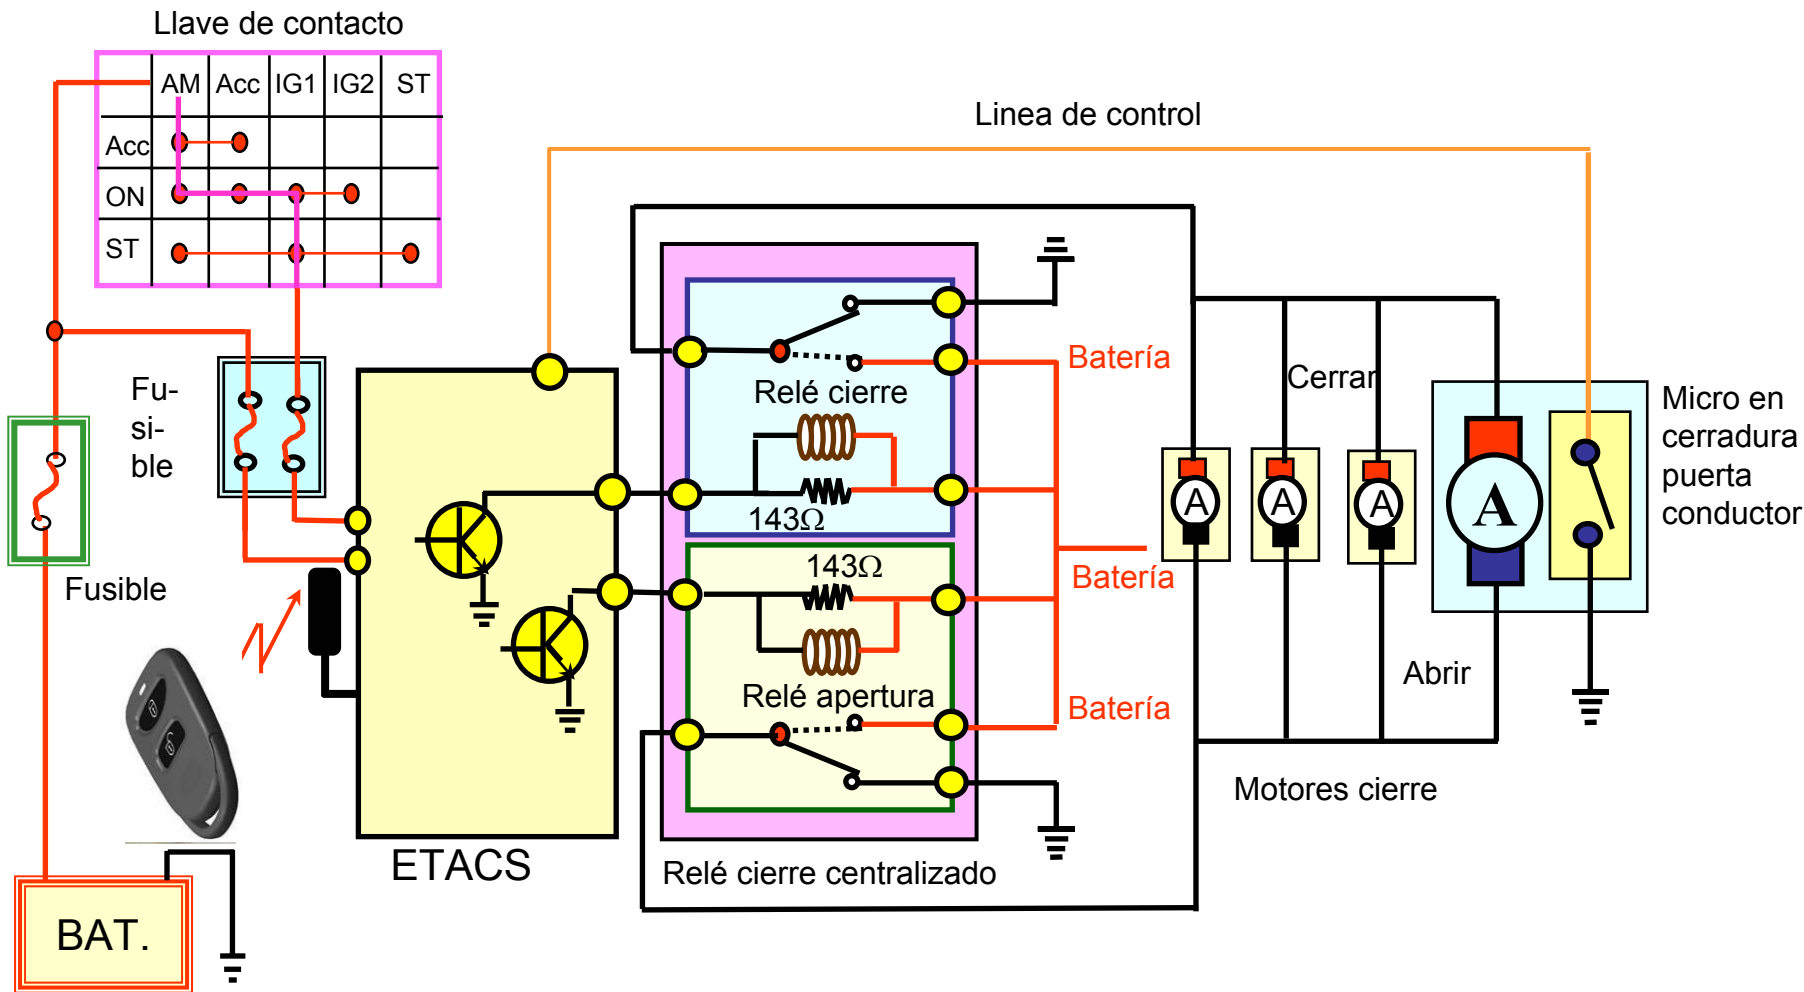 Llave de contacto
AM Acc IG1 IG2 ST
Acc
ON
ST
Linea de control
Fu-
si-
ble
Fusible
BAT.
ETACS
Relé cierre
143Ω
143Ω
Relé apertura
Relé cierre centralizado
Batería
Batería
Batería
Cerrar
A
A
A
A
Abrir
Motores cierre
Micro en
cerradura
puerta
conductor